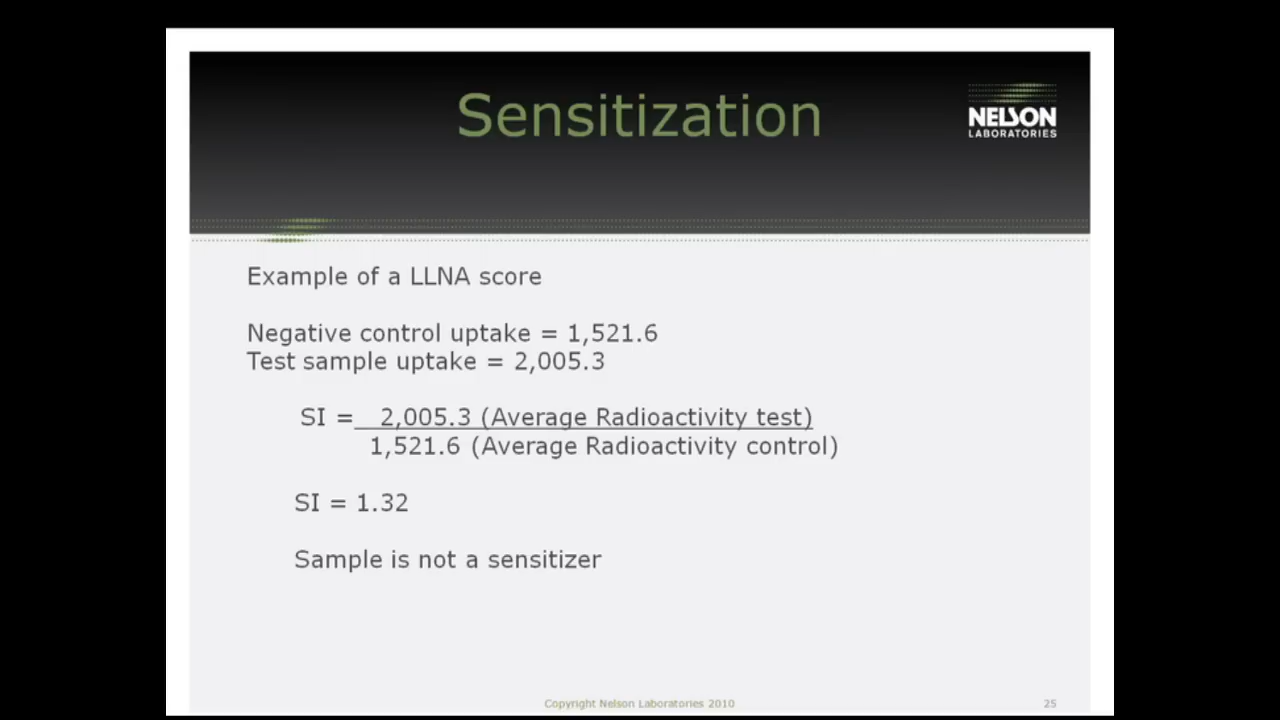 Sensitization
NELSON
LABORATORIES
Example of a LLNA score
Negative control uptake = 1,521.6
Test sample uptake = 2,005.3
SI = 2,005.3 (Average Radioactivity test)
1,521.6 (Average Radioactivity control)
SI = 1.32
Sample is not a sensitizer
Copyright Nelson Laboratories 2010
25